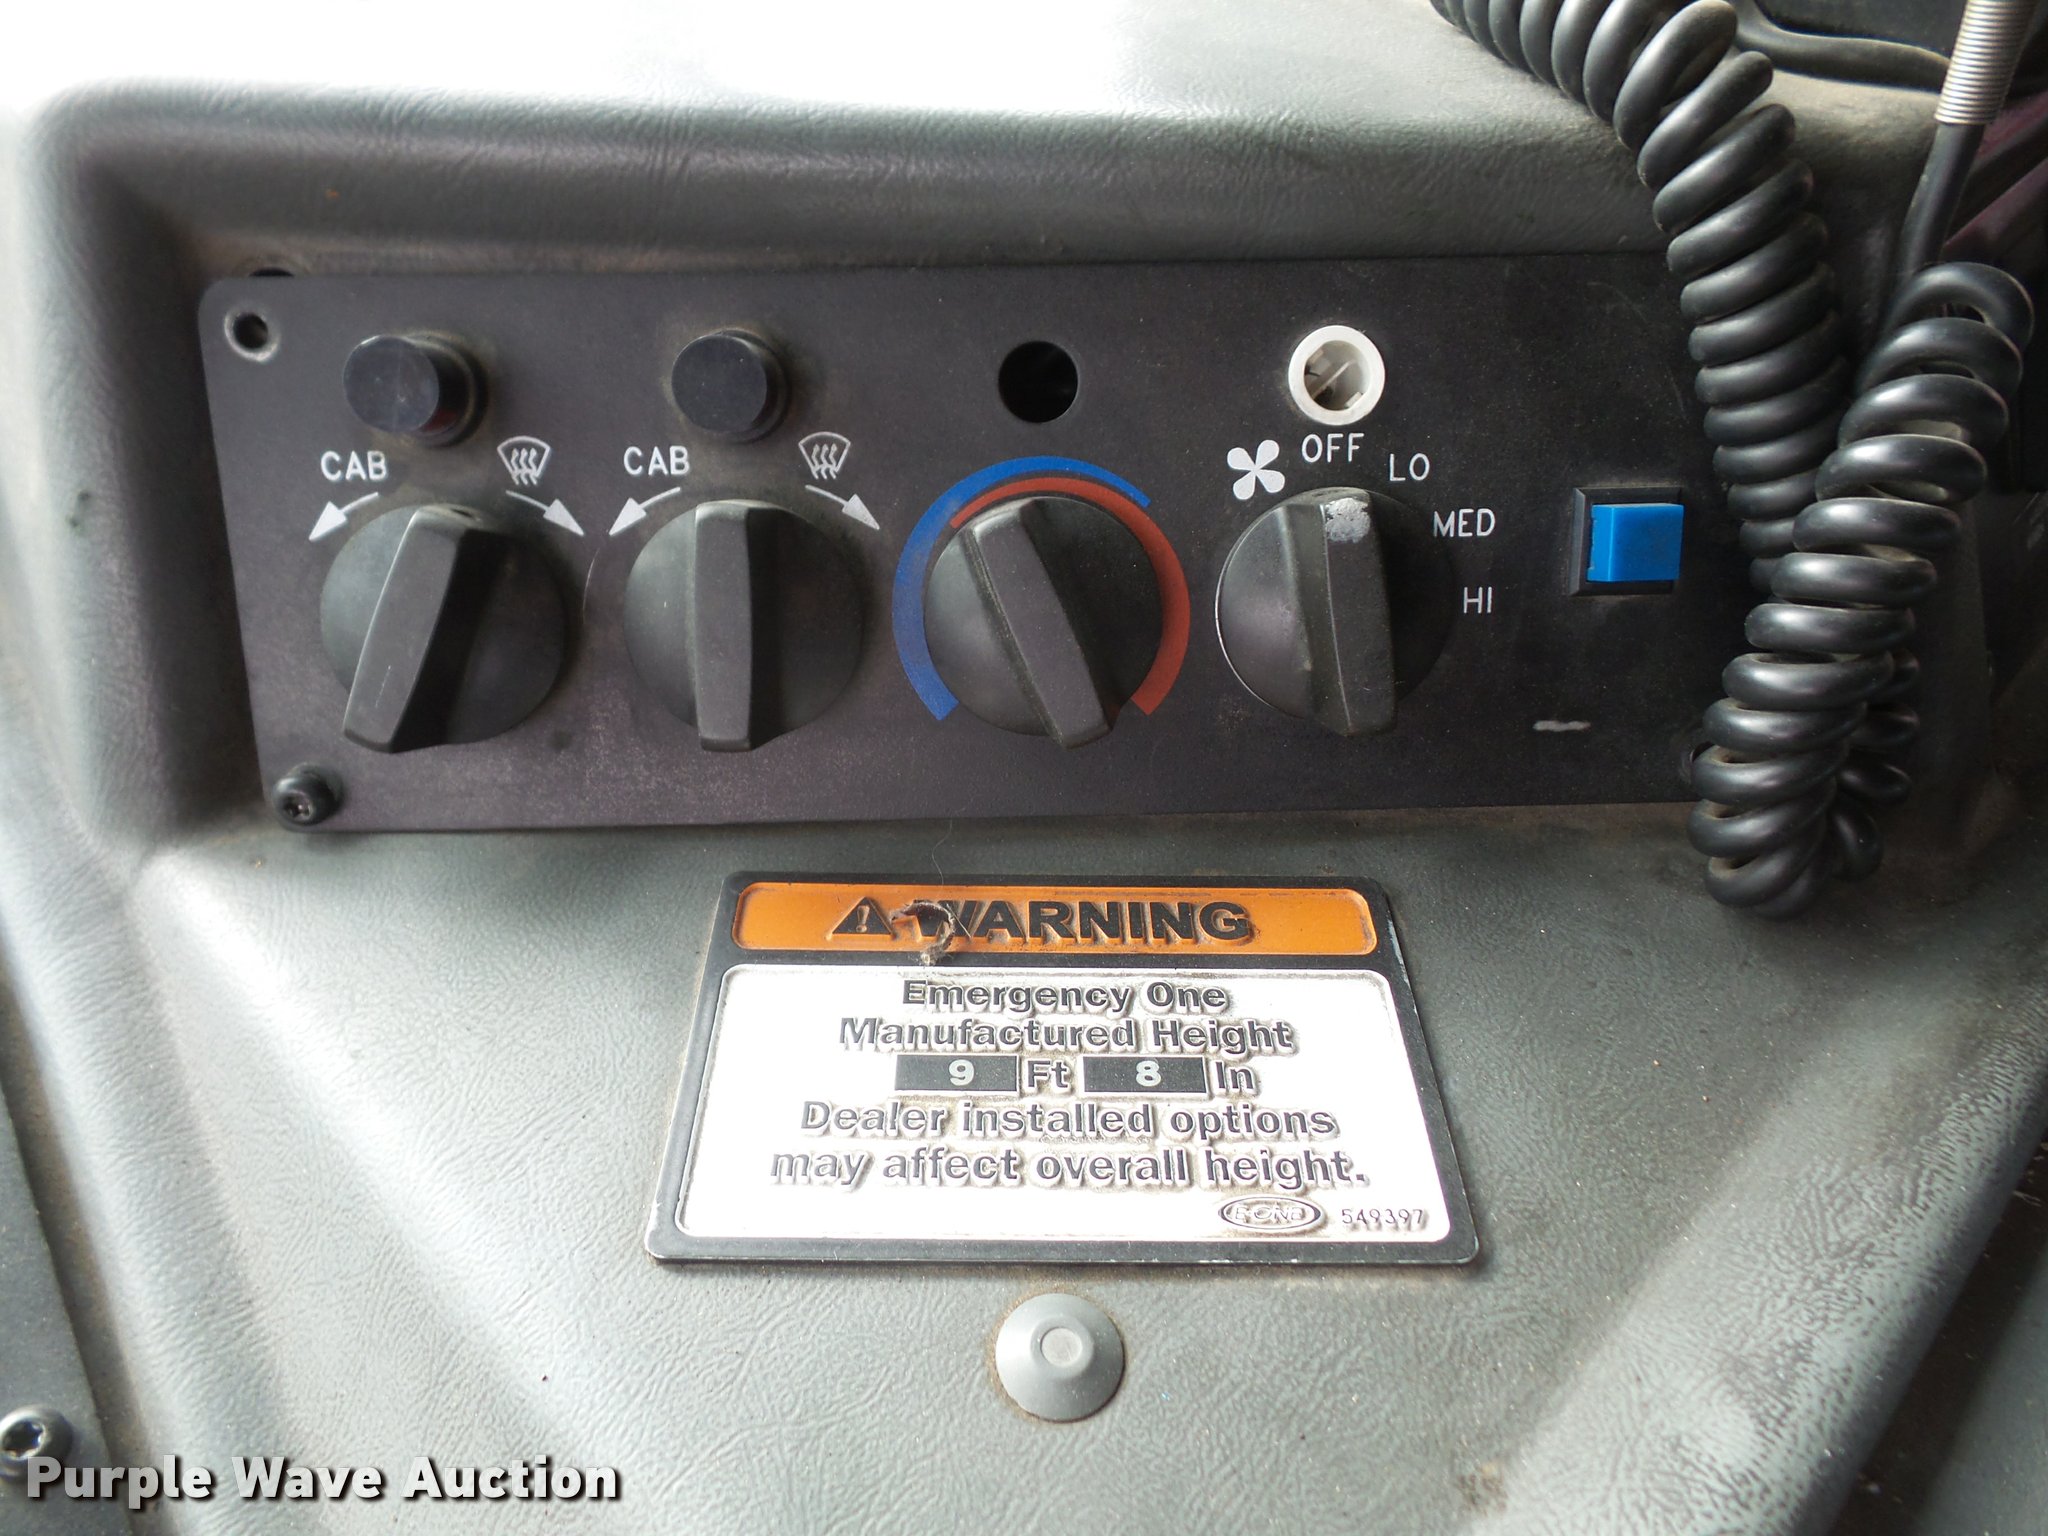 CAB
CAB
OFF
LO
MED
HI
WARNING
Emergency One
Manufactured Height
9 Ft 8 In
Dealer installed options
may affect overall height.
E-ONE 549397
Purple Wave Auction